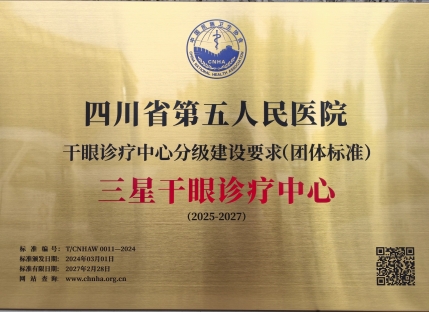 CNHA
四川省第五人民医院
干眼诊疗中心分级建设要求(团体标准)
三星干眼诊疗中心
(2025-2027)
标 准 编 号: T/CNHAW 0011—2024
标准颁发日期: 2024年03月01日
标准有限日期: 2027年2月28日
网 站 查 询: www.chnha.org.cn